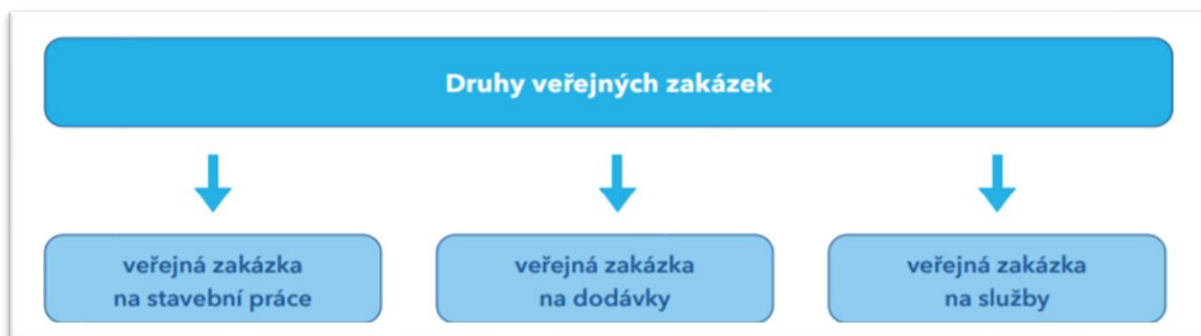 Druhy veřejných zakázek
veřejná zakázka
na stavební práce
veřejná zakázka
na dodávky
veřejná zakázka
na služby